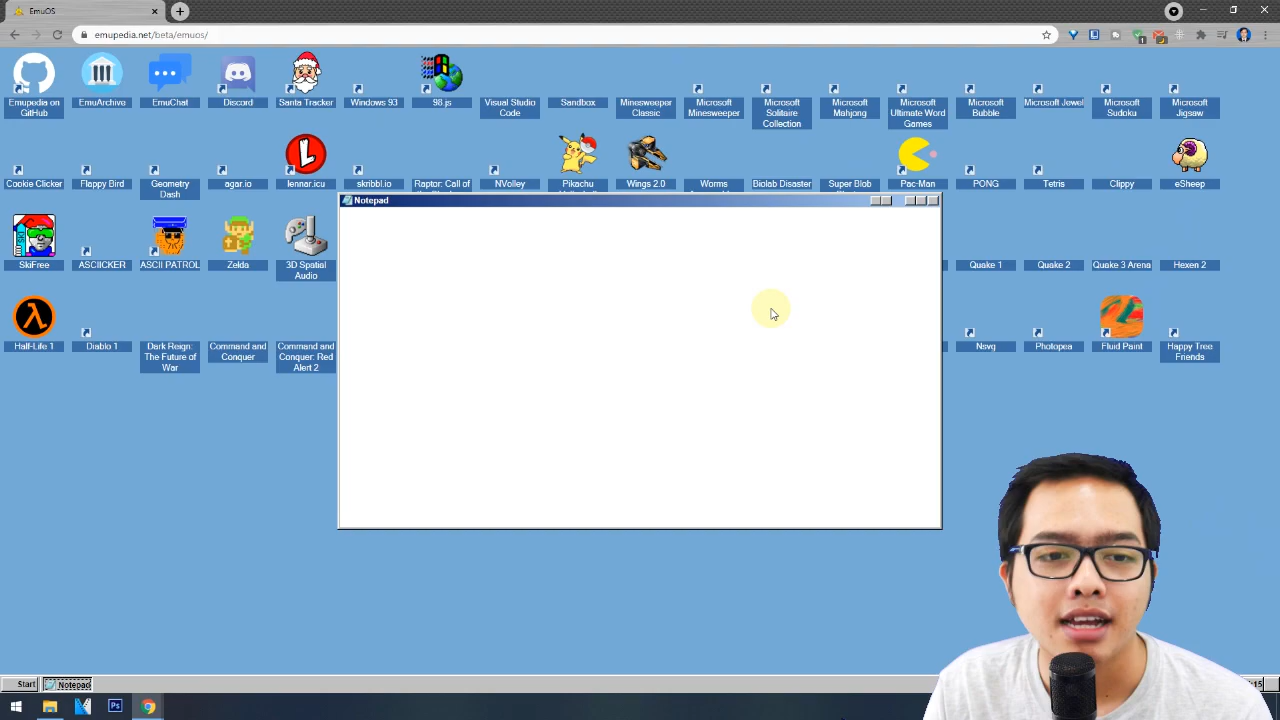 EmuOS
emupedia.net/beta/emuos/
Emupedia on
GitHub
EmuArchive
EmuChat
Discord
Santa Tracker
Windows 93
98.js
Visual Studio
Code
Sandbox
Minesweeper
Classic
Microsoft
Minesweeper
Microsoft
Solitaire
Collection
Microsoft
Mahjong
Microsoft
Ultimate Word
Games
Microsoft
Bubble
Microsoft Jewel
Microsoft
Sudoku
Microsoft
Jigsaw
Cookie Clicker
Flappy Bird
Geometry
Dash
agar.io
L
lennar.icu
skribbl.io
Raptor: Call of
NVolley
Pikachu
Wings 2.0
Worms
Biolab Disaster
Super Blob
Pac-Man
PONG
Tetris
Clippy
eSheep
Notepad
SkiFree
ASCIICKER
ASCII PATROL
Zelda
3D Spatial
Audio
Quake 1
Quake 2
Quake 3 Arena
Hexen 2
Half-Life 1
Diablo 1
Dark Reign:
The Future of
War
Command and
Conquer
Command and
Conquer: Red
Alert 2
Nsvg
Photopea
Fluid Paint
Happy Tree
Friends
Start
Notepad
Ps